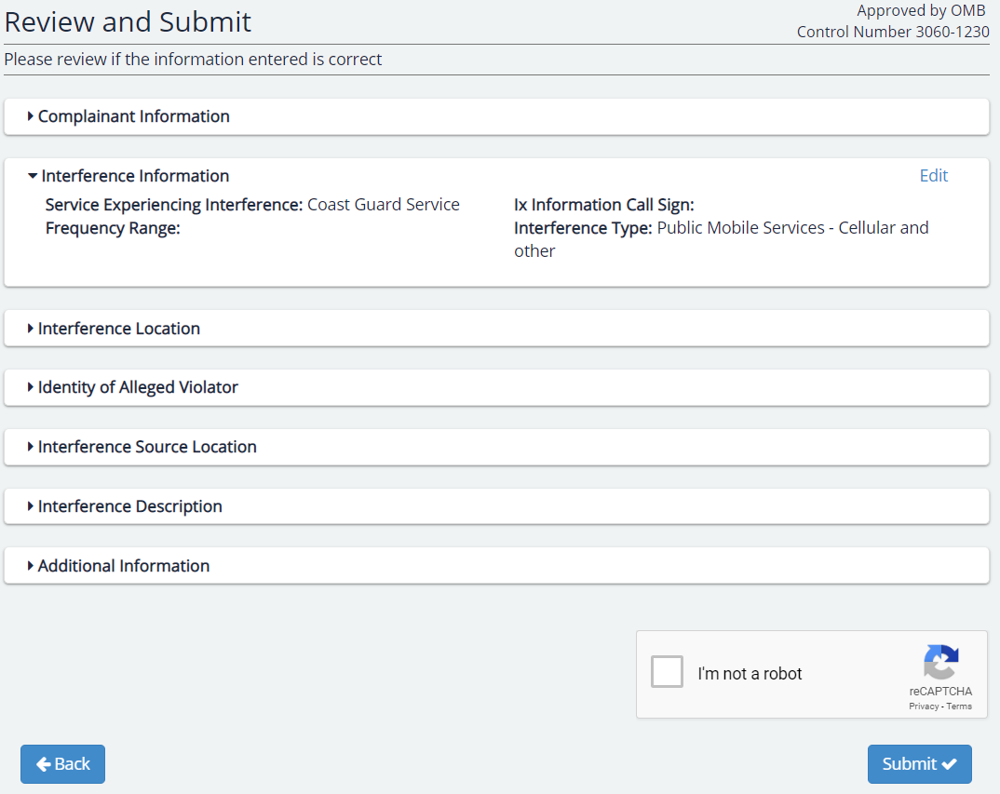 Review and Submit
Approved by OMB
Control Number 3060-1230
Please review if the information entered is correct
Complainant Information
Interference Information
Edit
Service Experiencing Interference: Coast Guard Service
Frequency Range:
Ix Information Call Sign:
Interference Type: Public Mobile Services - Cellular and
other
Interference Location
Identity of Alleged Violator
Interference Source Location
Interference Description
Additional Information
I'm not a robot
reCAPTCHA
Privacy - Terms
Back
Submit